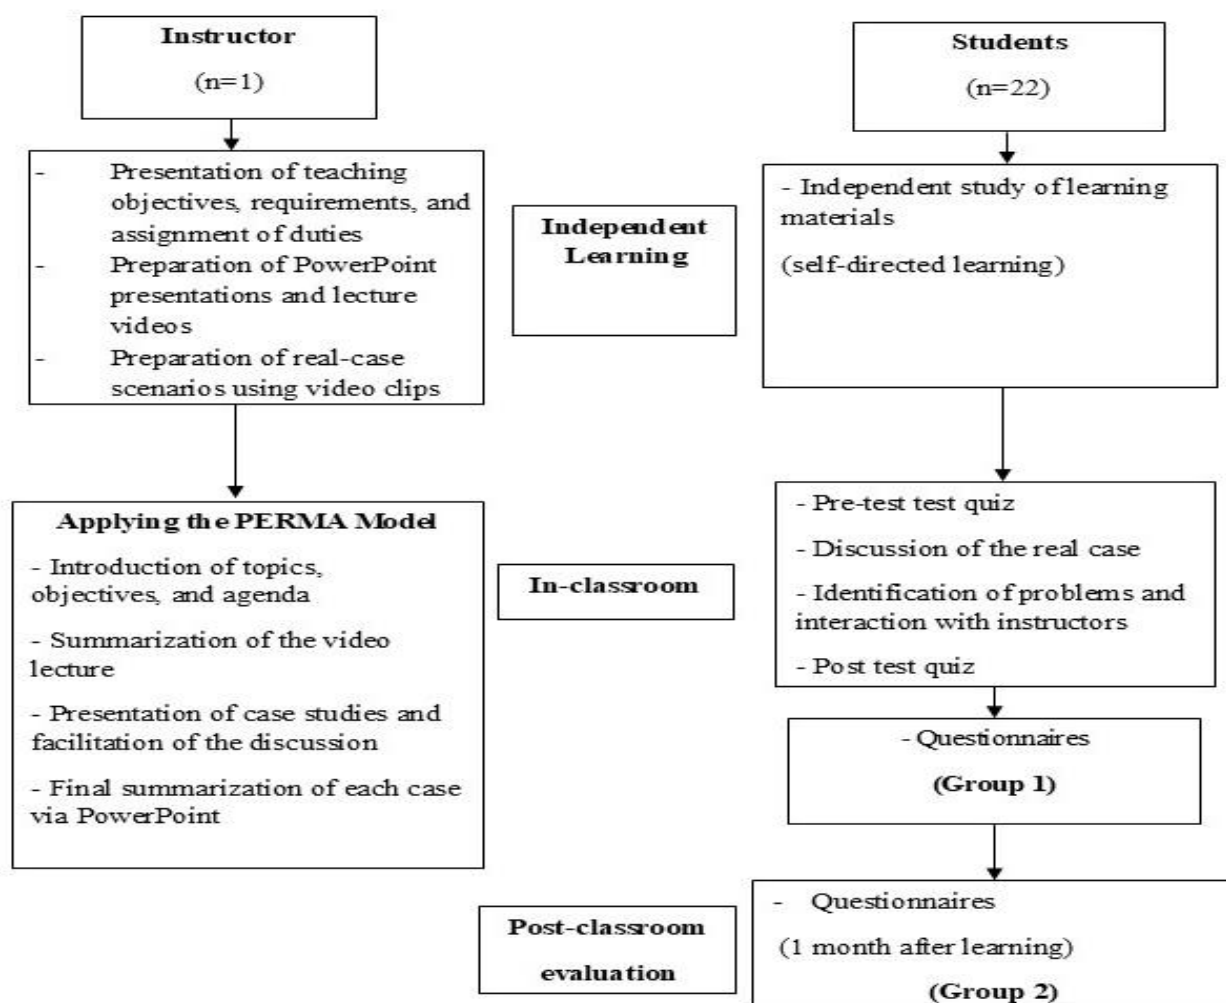 Instructor
(n=1)
Students
(n=22)
- Presentation of teaching
objectives, requirements, and
assignment of duties
- Preparation of PowerPoint
presentations and lecture
videos
- Preparation of real-case
scenarios using video clips
Independent
Learning
- Independent study of learning
materials
(self-directed learning)
Applying the PERMA Model
- Introduction of topics,
objectives, and agenda
- Summarization of the video
lecture
- Presentation of case studies and
facilitation of the discussion
- Final summarization of each case
via PowerPoint
In-classroom
- Pre-test test quiz
- Discussion of the real case
- Identification of problems and
interaction with instructors
- Post test quiz
- Questionnaires
(Group 1)
Post-classroom
evaluation
- Questionnaires
(1 month after learning)
(Group 2)